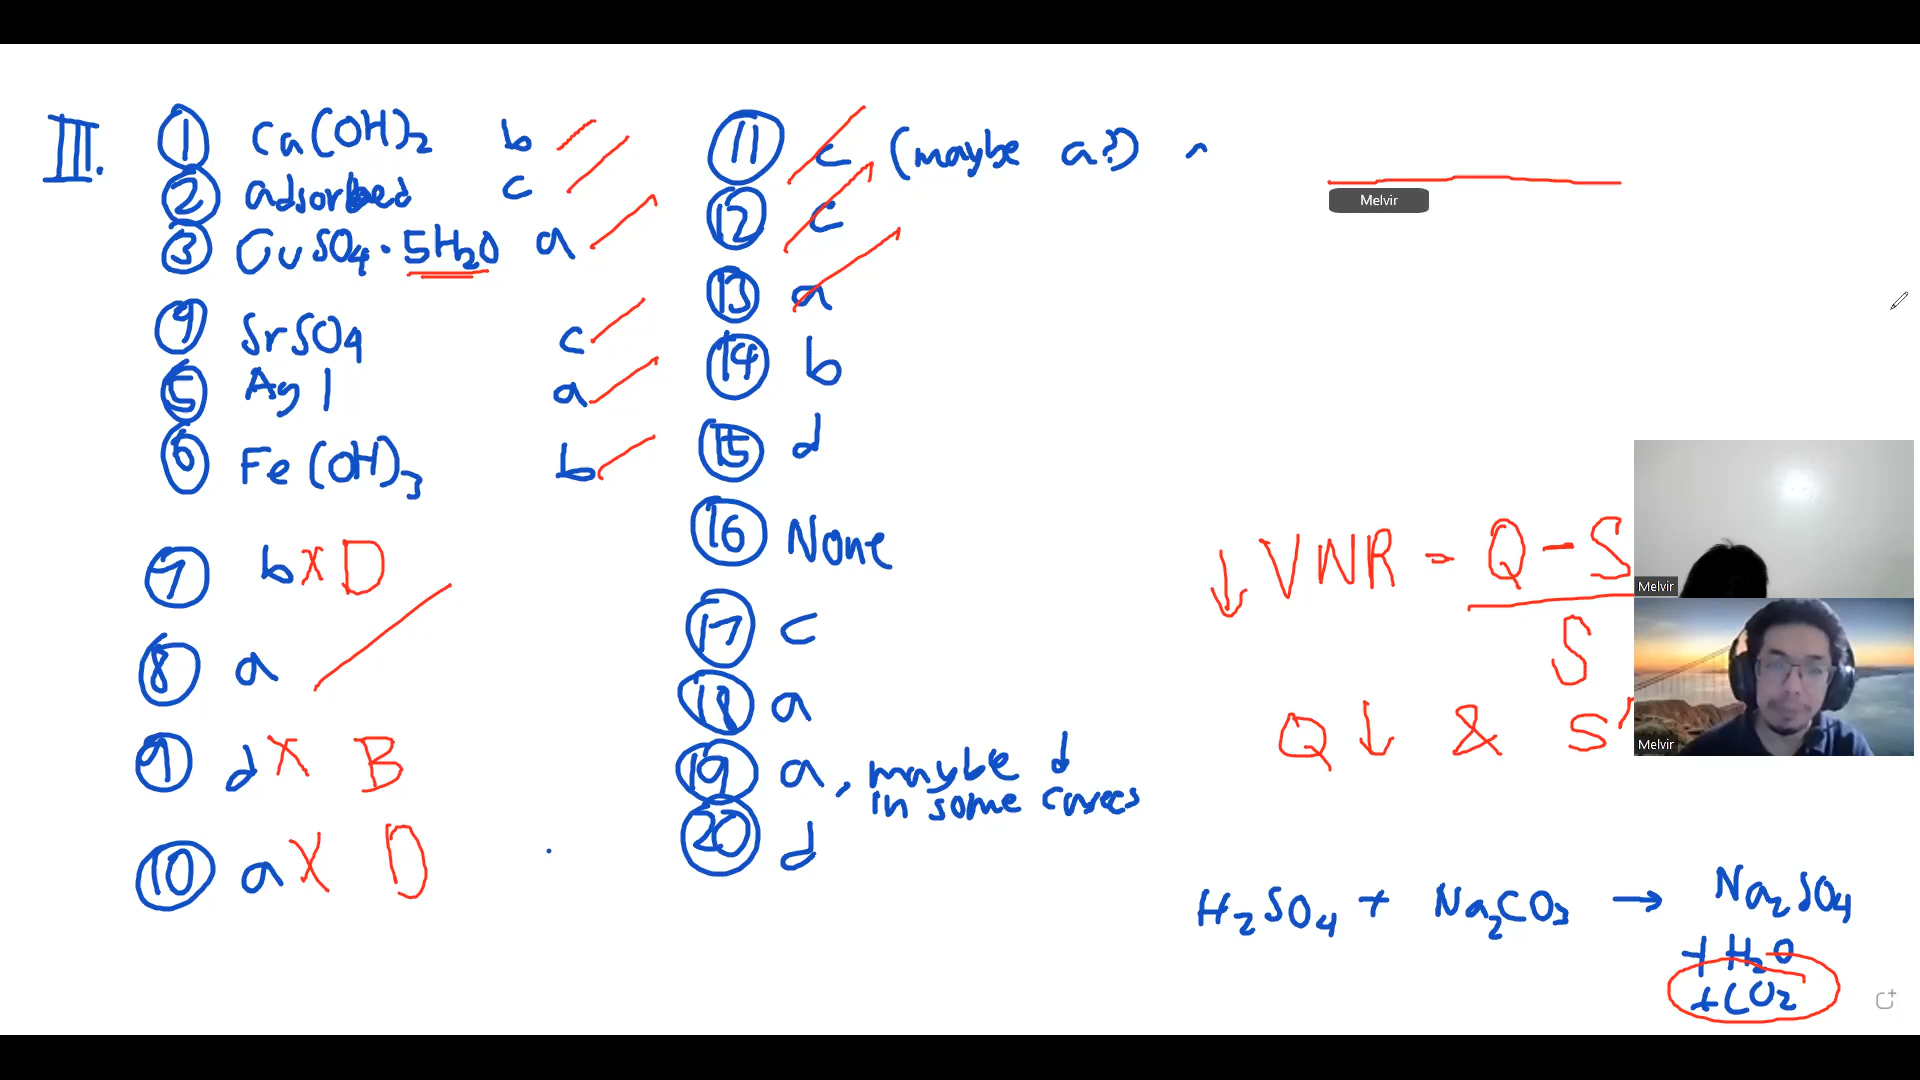 III. ① Ca(OH)₂ b
② adsorbed c
③ CuSO₄·5H₂O a
④ SrSO₄ c
⑤ AgI a
⑥ Fe(OH)₃ b
⑦ b X D
⑧ a
⑨ d X B
⑩ a X D
⑪ c (maybe a?)
⑫ c
⑬ a
⑭ b
⑮ d
⑯ None
⑰ c
⑱ a
⑲ a, maybe d
in some cases
⑳ d
Melvir
↓ VNR = Q - S
S
Q ↓ & S
Melvir
Melvir
H₂SO₄ + Na₂CO₃ → Na₂SO₄
+ H₂O
+ CO₂